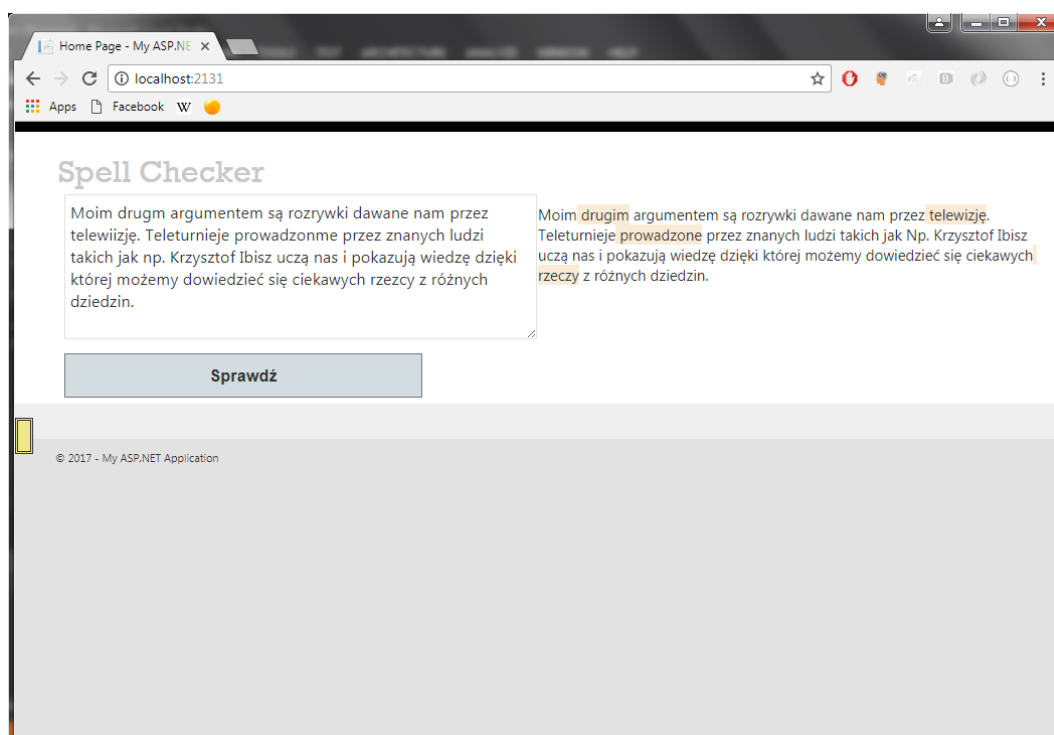 Home Page - My ASP.NE
localhost:2131
Apps Facebook W
Spell Checker
Moim drugm argumentem są rozrywki dawane nam przez
telewiizję. Teleturnieje prowadzonme przez znanych ludzi
takich jak np. Krzysztof Ibisz uczą nas i pokazują wiedzę dzięki
której możemy dowiedzieć się ciekawych rzezcy z różnych
dziedzin.
Moim drugim argumentem są rozrywki dawane nam przez telewizję.
Teleturnieje prowadzone przez znanych ludzi takich jak Np. Krzysztof Ibisz
uczą nas i pokazują wiedzę dzięki której możemy dowiedzieć się ciekawych
rzeczy z różnych dziedzin.
Sprawdź
© 2017 - My ASP.NET Application